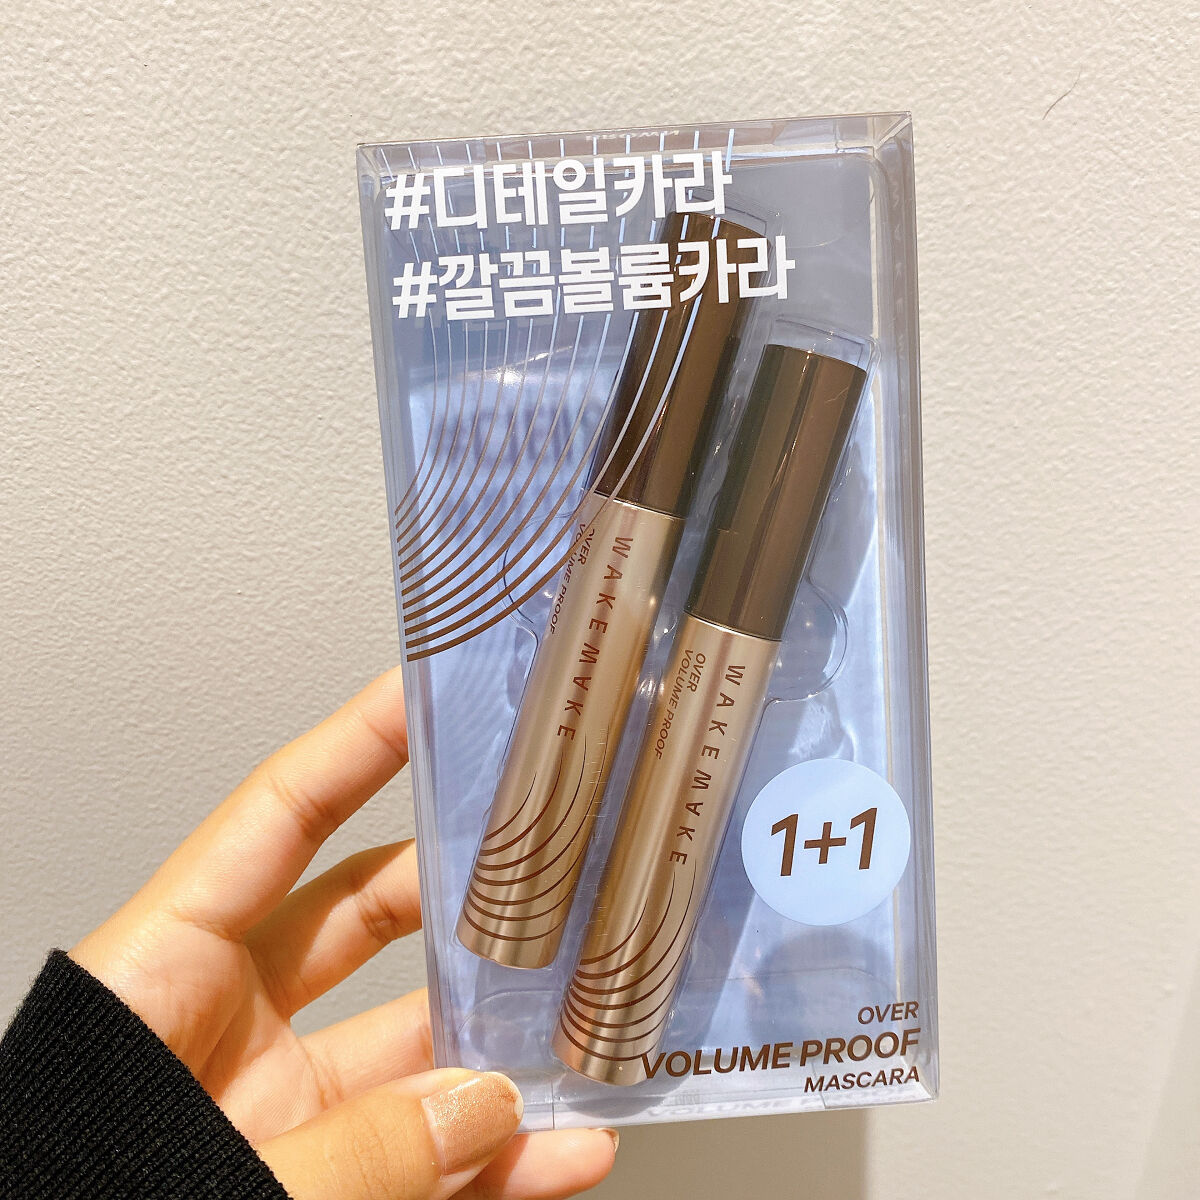 #디테일카라
#깔끔볼륨카라
WAKEMAKE
OVER
VOLUME PROOF
WAKEMAKE
OVER
VOLUME PROOF
1+1
OVER
VOLUME PROOF
MASCARA